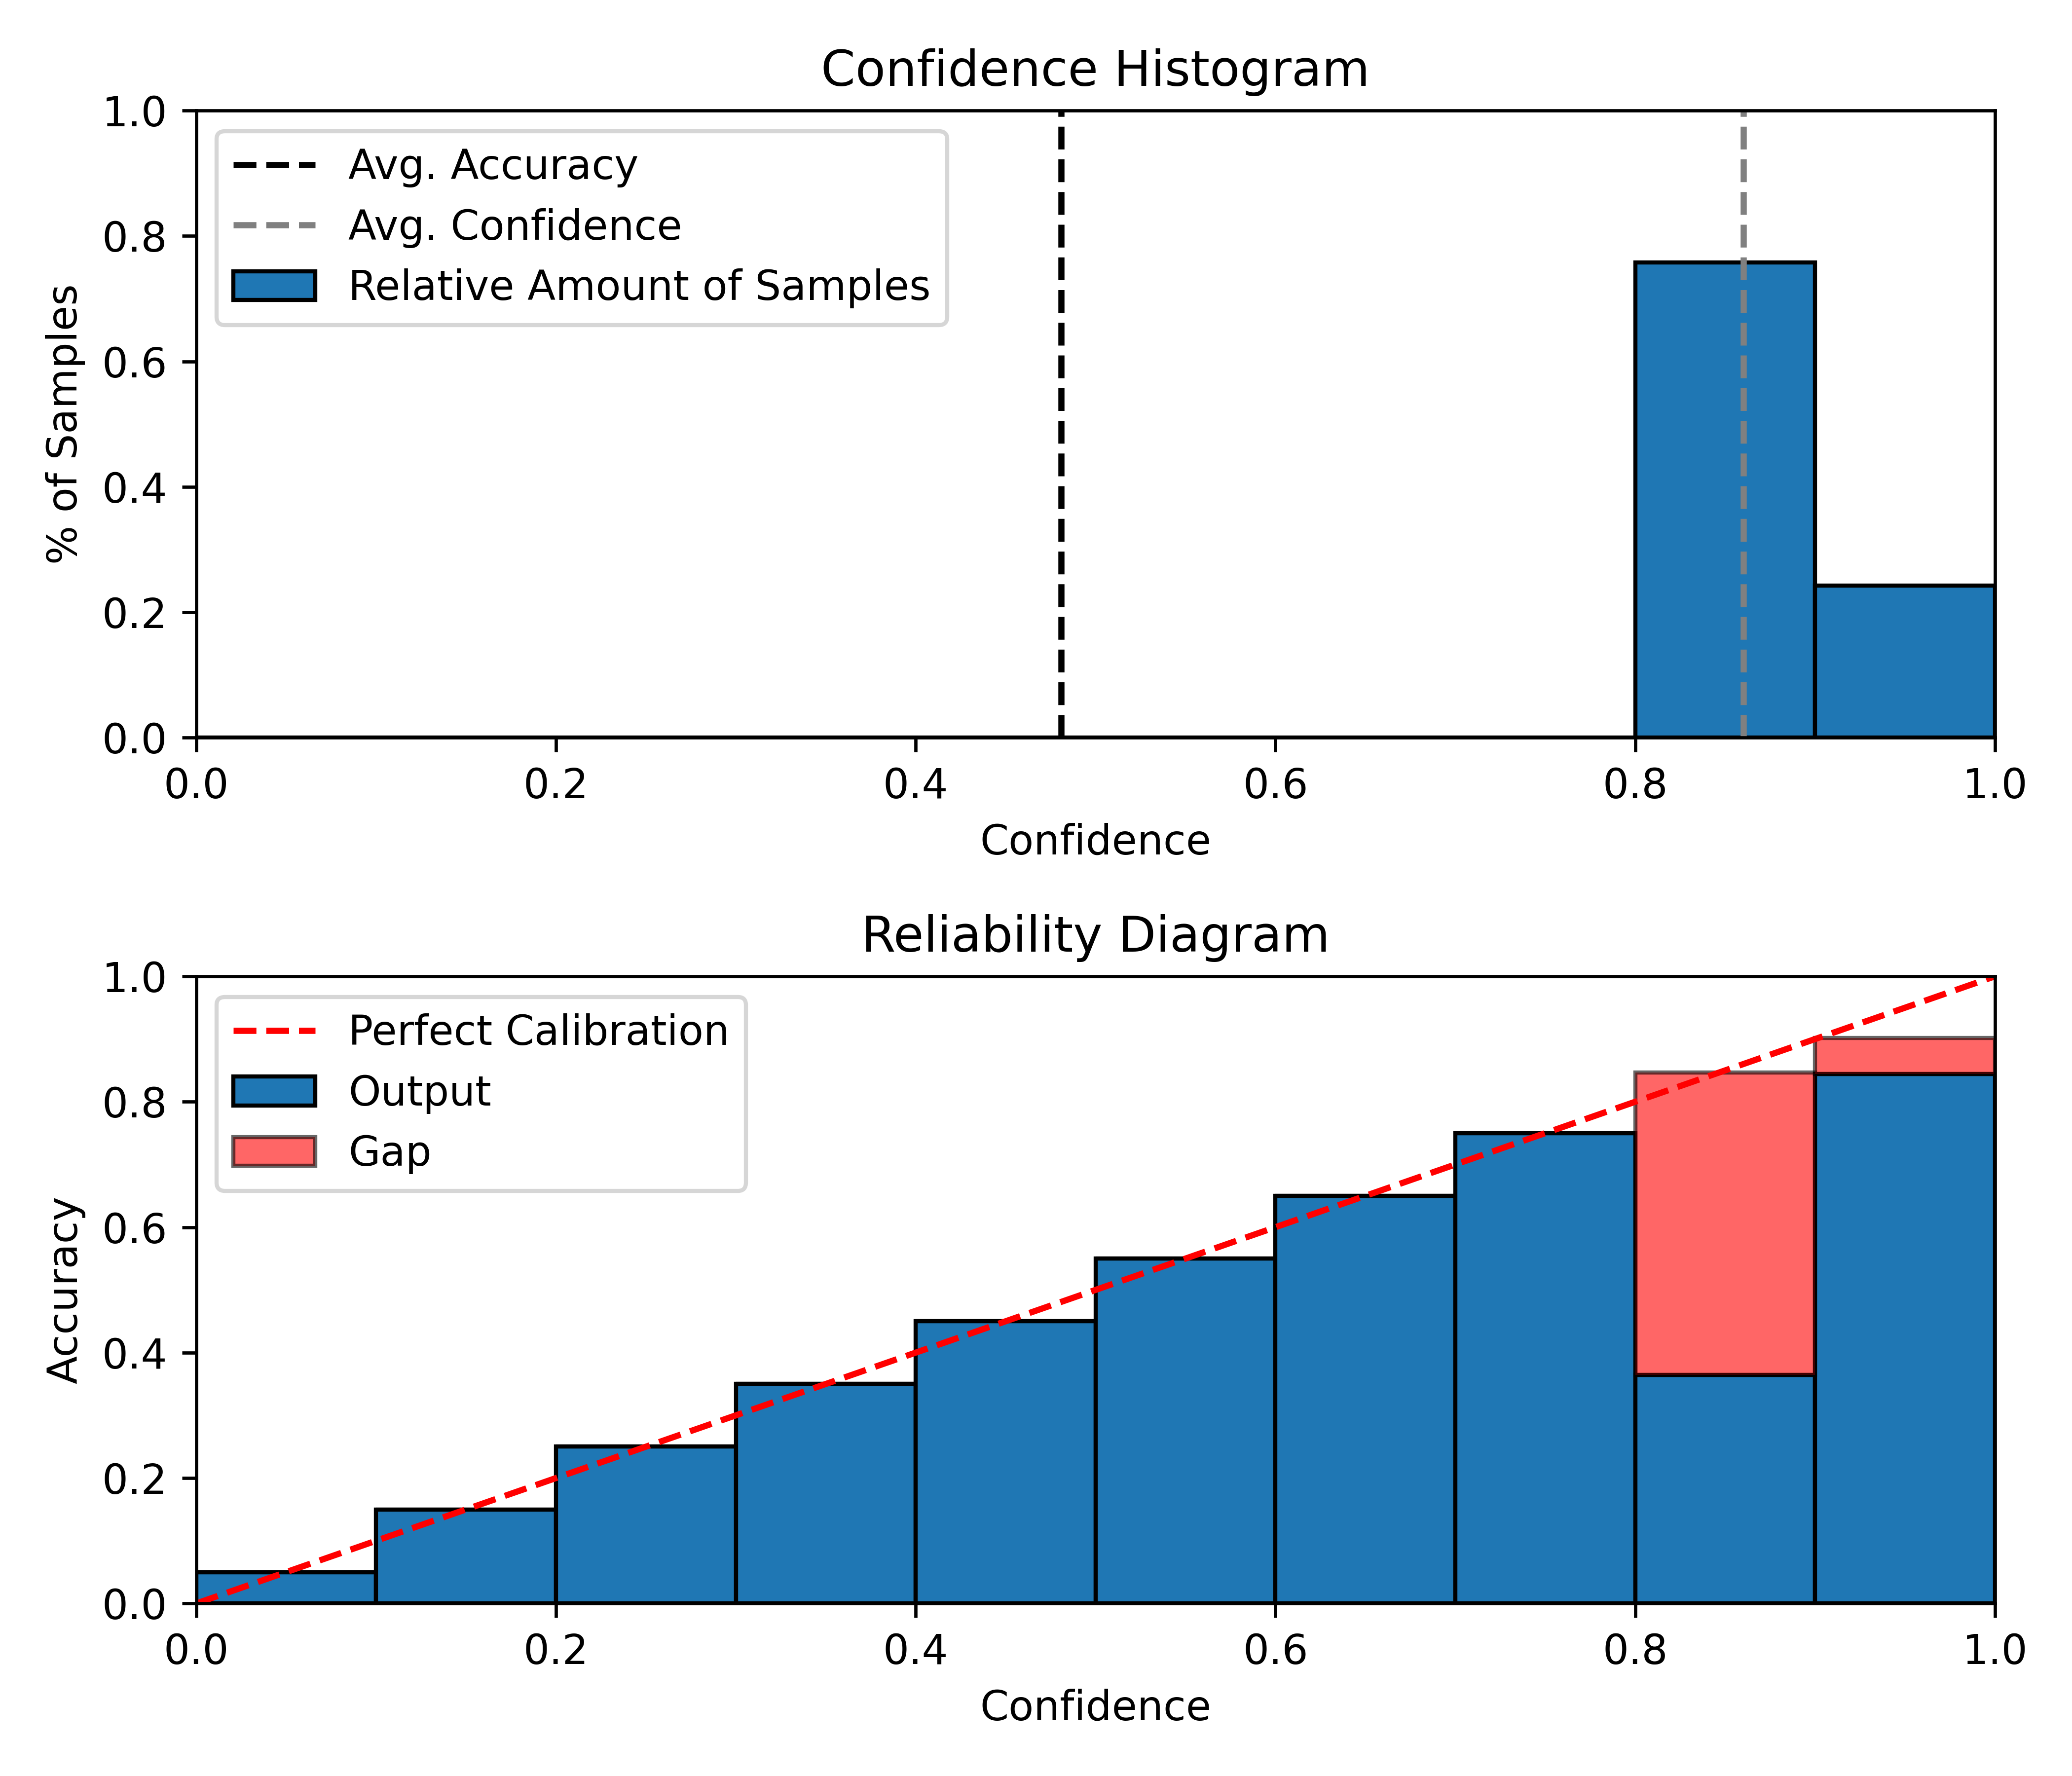 Confidence Histogram
1.0
0.8
0.6
0.4
0.2
0.0
% of Samples
Avg. Accuracy
Avg. Confidence
Relative Amount of Samples
0.0 0.2 0.4 0.6 0.8 1.0
Confidence
Reliability Diagram
1.0
0.8
0.6
0.4
0.2
0.0
Accuracy
Perfect Calibration
Output
Gap
0.0 0.2 0.4 0.6 0.8 1.0
Confidence